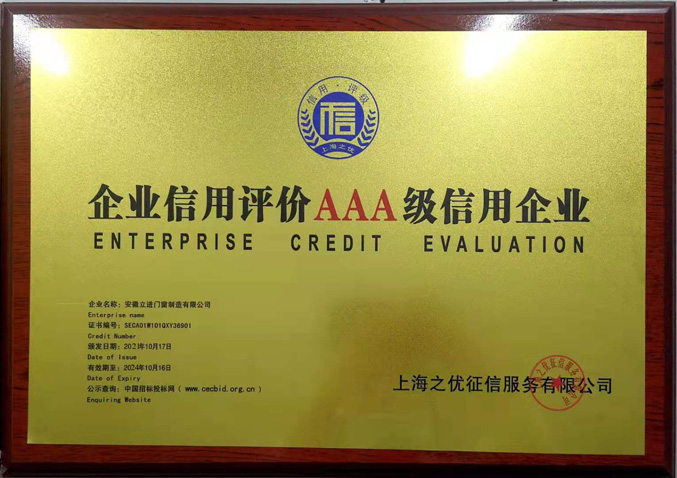 信用·评级
信
上海之优
企业信用评价AAA级信用企业
ENTERPRISE CREDIT EVALUATION
企业名称：安徽立进门窗制造有限公司
Enterprise name
证书编号：SECA01W101QXY36901
Credit Number
颁发日期：2021年10月17日
Date of Issue
有效期至：2024年10月16日
Date of Expiry
公示查询：中国招标投标网（www.cecbid.org.cn）
Enquiring Website
上海之优征信服务有限公司